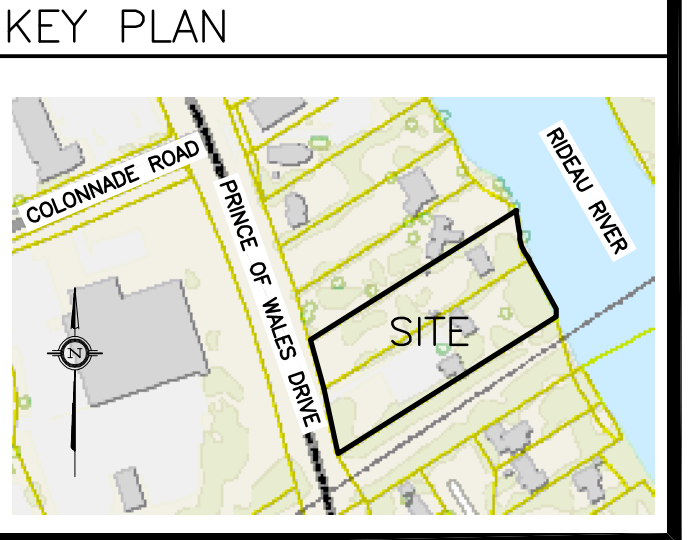 KEY PLAN
COLONNADE ROAD
RIDEAU RIVER
PRINCE OF WALES DRIVE
SITE
N